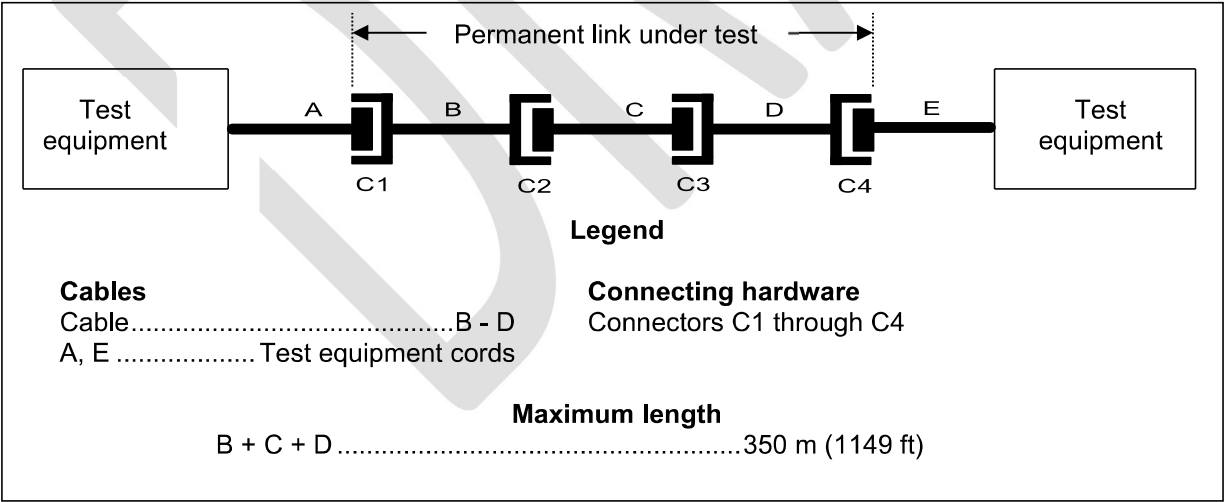 Permanent link under test
Test equipment
A B C D E
Test equipment
C1 C2 C3 C4
Legend
Cables
Cable..........................................B - D
A, E ................... Test equipment cords
Connecting hardware
Connectors C1 through C4
Maximum length
B + C + D .....................................................350 m (1149 ft)